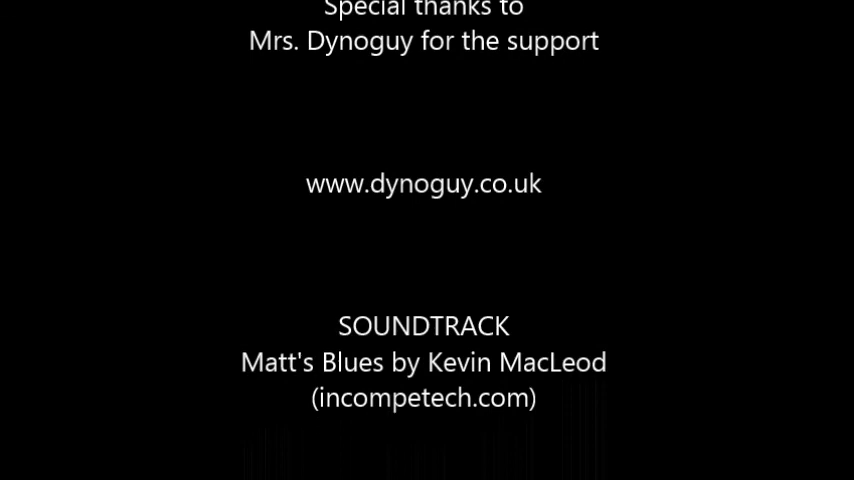 Special thanks to
Mrs. Dynoguy for the support
www.dynoguy.co.uk
SOUNDTRACK
Matt's Blues by Kevin MacLeod
(incompetech.com)